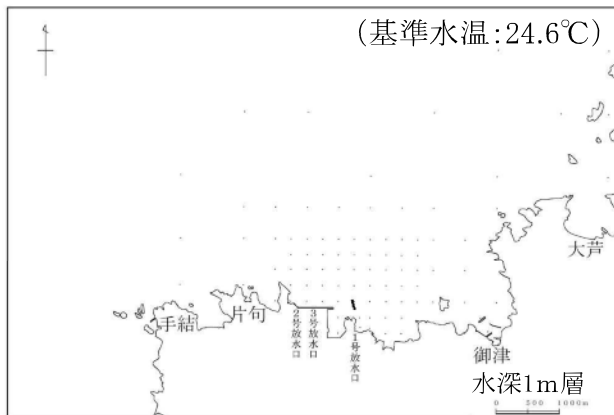 (基準水温:24.6℃)
大芦
手結
片句
2号放水口
3号放水口
1号放水口
御津
水深1m層
0 500 1000m